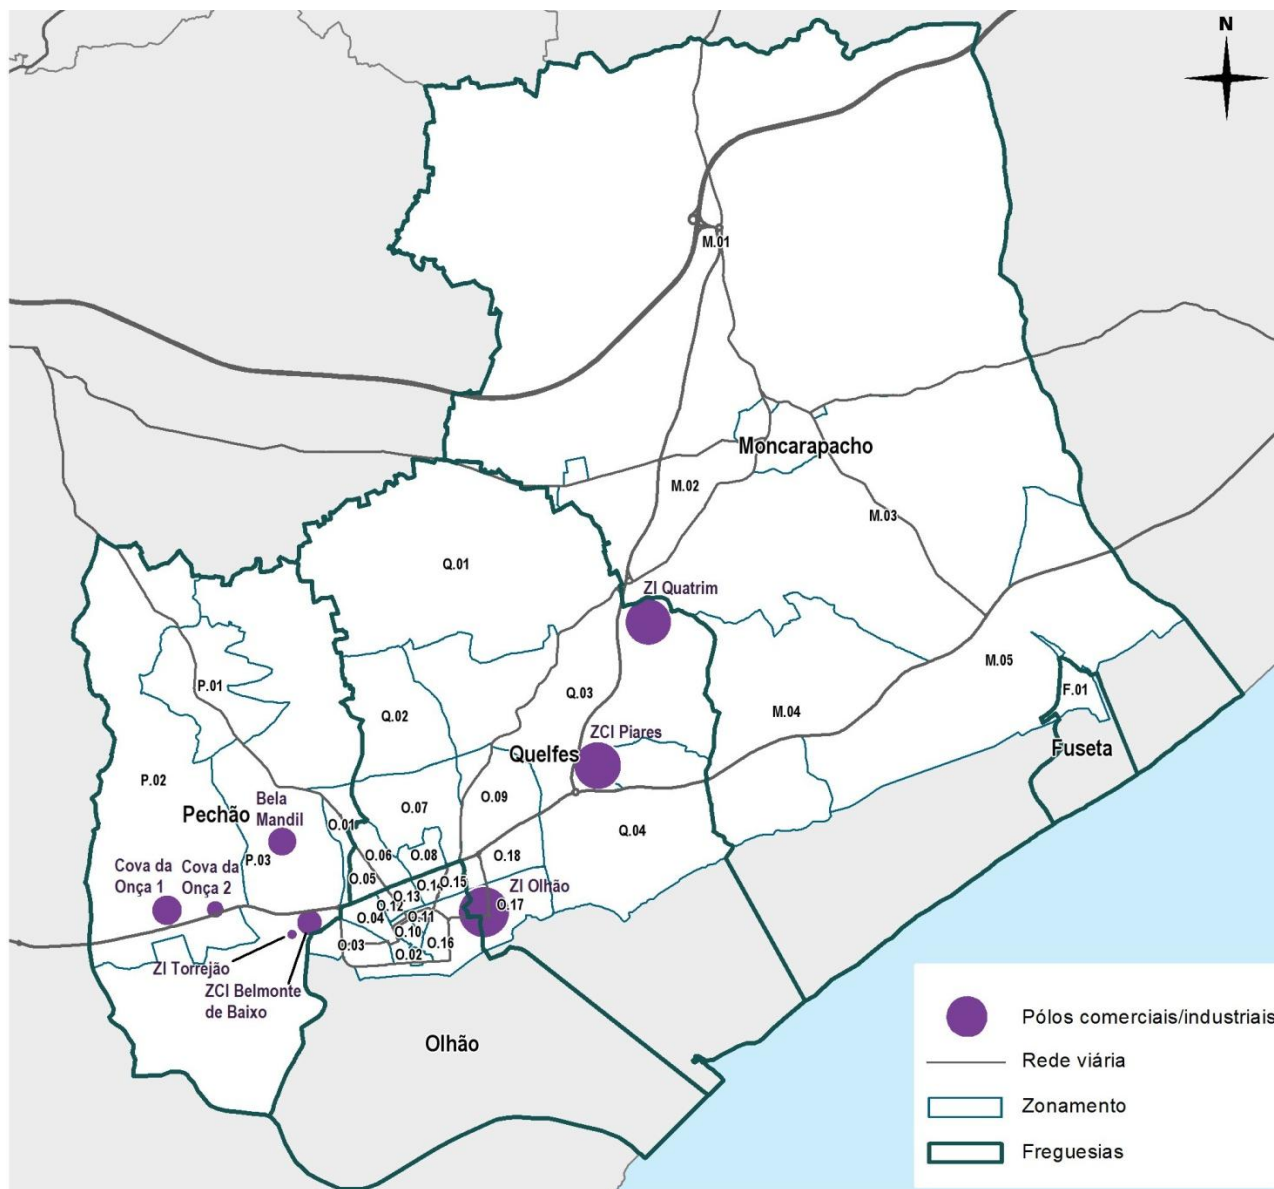 N
M.01
Moncarapacho
M.02
M.03
Q.01
ZI Quatrim
P.01
Q.03
M.05
F.01
Q.02
M.04
ZCI Piares
Quelfes
Fuseta
P.02
O.09
Bela
Mandil
O.07
Pechão
O.01
Q.04
O.06
O.08
O.18
P.03
Cova da
Onça 1
Cova da
Onça 2
O.05
O.14
O.15
ZI Olhão
O.13
O.12
O.17
O.04
O.11
O.10
O.03
O.16
O.02
ZI Torrejão
ZCI Belmonte
de Baixo
Olhão
Pólos comerciais/industriais
Rede viária
Zonamento
Freguesias